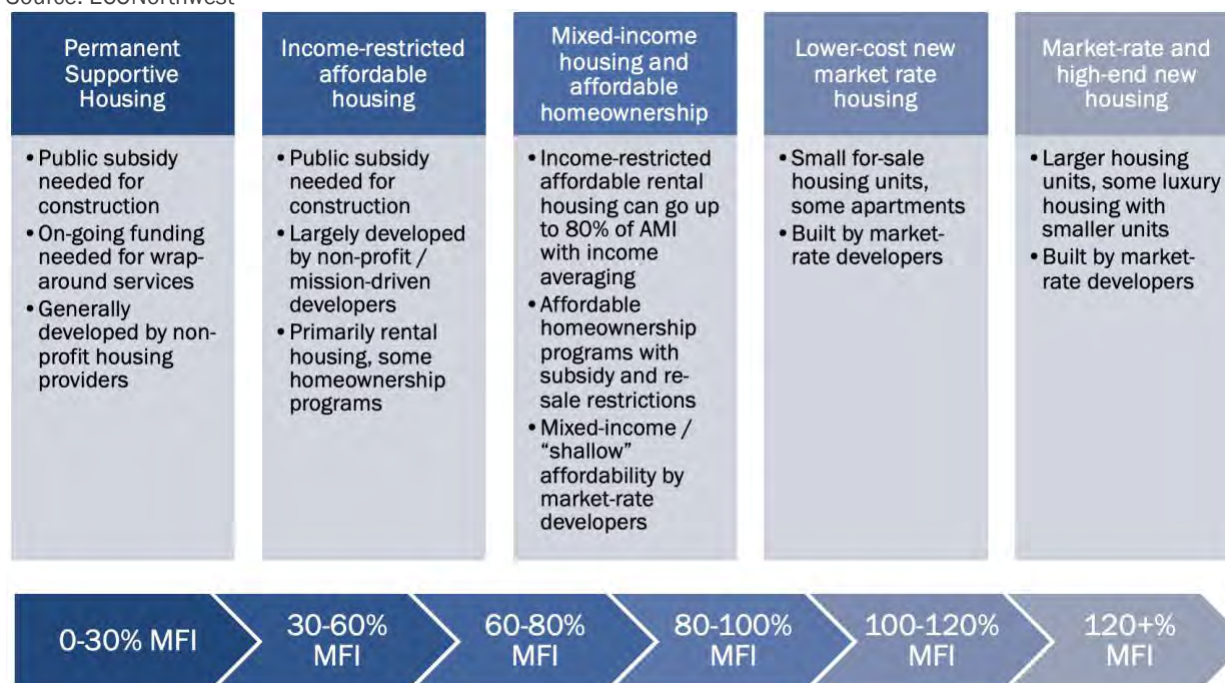 Source: ECONorthwest
Permanent
Supportive
Housing
• Public subsidy
needed for
construction
• On-going funding
needed for wrap-
around services
• Generally
developed by non-
profit housing
providers
Income-restricted
affordable
housing
• Public subsidy
needed for
construction
• Largely developed
by non-profit /
mission-driven
developers
• Primarily rental
housing, some
homeownership
programs
Mixed-income
housing and
affordable
homeownership
• Income-restricted
affordable rental
housing can go up
to 80% of AMI
with income
averaging
• Affordable
homeownership
programs with
subsidy and re-
sale restrictions
• Mixed-income /
“shallow”
affordability by
market-rate
developers
Lower-cost new
market rate
housing
• Small for-sale
housing units,
some apartments
• Built by market-
rate developers
Market-rate and
high-end new
housing
• Larger housing
units, some luxury
housing with
smaller units
• Built by market-
rate developers
0-30% MFI
30-60%
MFI
60-80%
MFI
80-100%
MFI
100-120%
MFI
120+%
MFI